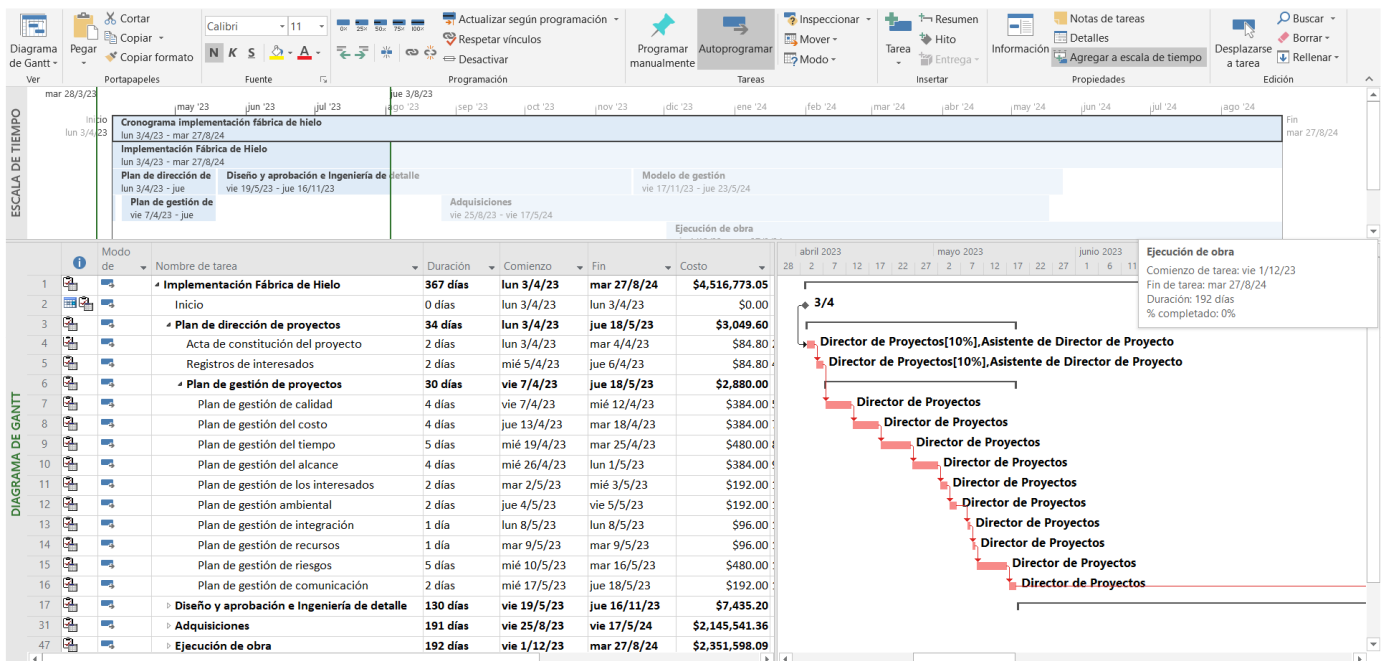 Diagrama de Gantt
Ver
Pegar
Cortar
Copiar
Copiar formato
Portapapeles
Calibri 11
N K S A
Fuente
0% 25% 50% 75% 100%
Actualizar según programación
Respetar vínculos
Desactivar
Programación
Programar manualmente
Autoprogramar
Inspeccionar
Mover
Modo
Tareas
Tarea
Resumen
Hito
Entrega
Insertar
Información
Notas de tareas
Detalles
Agregar a escala de tiempo
Propiedades
Desplazarse a tarea
Buscar
Borrar
Rellenar
Edición
ESCALA DE TIEMPO
mar 28/3/23 jue 3/8/23
may '23 jun '23 jul '23 ago '23 sep '23 oct '23 nov '23 dic '23 ene '24 feb '24 mar '24 abr '24 may '24 jun '24 jul '24 ago '24
Inicio
lun 3/4/23
Cronograma implementación fábrica de hielo
lun 3/4/23 - mar 27/8/24
Fin
mar 27/8/24
Implementación Fábrica de Hielo
lun 3/4/23 - mar 27/8/24
Plan de dirección de
lun 3/4/23 - jue
Diseño y aprobación e Ingeniería de detalle
vie 19/5/23 - jue 16/11/23
Modelo de gestión
vie 17/11/23 - jue 23/5/24
Plan de gestión de
vie 7/4/23 - jue
Adquisiciones
vie 25/8/23 - vie 17/5/24
Ejecución de obra
DIAGRAMA DE GANTT
Modo de Nombre de tarea Duración Comienzo Fin Costo
1 Implementación Fábrica de Hielo 367 días lun 3/4/23 mar 27/8/24 $4,516,773.05
2 Inicio 0 días lun 3/4/23 lun 3/4/23 $0.00
3 Plan de dirección de proyectos 34 días lun 3/4/23 jue 18/5/23 $3,049.60
4 Acta de constitución del proyecto 2 días lun 3/4/23 mar 4/4/23 $84.80
5 Registros de interesados 2 días mié 5/4/23 jue 6/4/23 $84.80
6 Plan de gestión de proyectos 30 días vie 7/4/23 jue 18/5/23 $2,880.00
7 Plan de gestión de calidad 4 días vie 7/4/23 mié 12/4/23 $384.00
8 Plan de gestión del costo 4 días jue 13/4/23 mar 18/4/23 $384.00
9 Plan de gestión del tiempo 5 días mié 19/4/23 mar 25/4/23 $480.00
10 Plan de gestión del alcance 4 días mié 26/4/23 lun 1/5/23 $384.00
11 Plan de gestión de los interesados 2 días mar 2/5/23 mié 3/5/23 $192.00
12 Plan de gestión ambiental 2 días jue 4/5/23 vie 5/5/23 $192.00
13 Plan de gestión de integración 1 día lun 8/5/23 lun 8/5/23 $96.00
14 Plan de gestión de recursos 1 día mar 9/5/23 mar 9/5/23 $96.00
15 Plan de gestión de riesgos 5 días mié 10/5/23 mar 16/5/23 $480.00
16 Plan de gestión de comunicación 2 días mié 17/5/23 jue 18/5/23 $192.00
17 Diseño y aprobación e Ingeniería de detalle 130 días vie 19/5/23 jue 16/11/23 $7,435.20
31 Adquisiciones 191 días vie 25/8/23 vie 17/5/24 $2,145,541.36
47 Ejecución de obra 192 días vie 1/12/23 mar 27/8/24 $2,351,598.09
abril 2023 mayo 2023 junio 2023
28 2 7 12 17 22 27 2 7 12 17 22 27 1 6 11
3/4
Director de Proyectos[10%],Asistente de Director de Proyecto
Director de Proyectos[10%],Asistente de Director de Proyecto
Director de Proyectos
Director de Proyectos
Director de Proyectos
Director de Proyectos
Director de Proyectos
Director de Proyectos
Director de Proyectos
Director de Proyectos
Director de Proyectos
Director de Proyectos
Ejecución de obra
Comienzo de tarea: vie 1/12/23
Fin de tarea: mar 27/8/24
Duración: 192 días
% completado: 0%